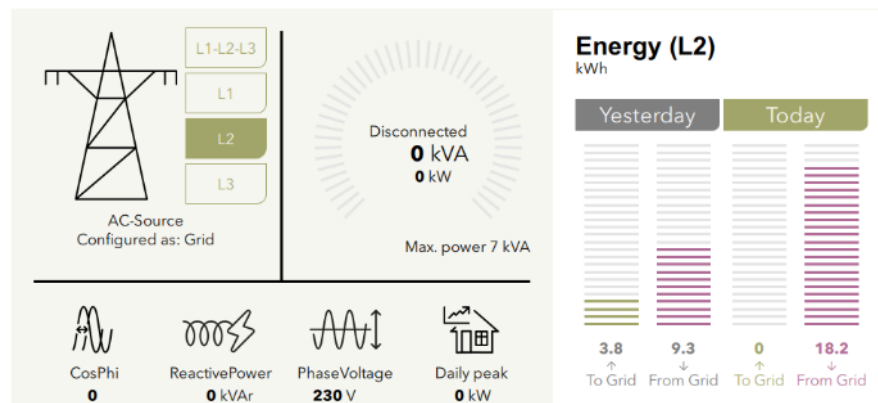 L1-L2-L3
L1
L2
L3
AC-Source
Configured as: Grid
Disconnected
0 kVA
0 kW
Max. power 7 kVA
CosPhi
0
ReactivePower
0 kVAr
PhaseVoltage
230 V
Daily peak
0 kW
Energy (L2)
kWh
Yesterday Today
3.8 9.3 0 18.2
↑ ↓ ↑ ↓
To Grid From Grid To Grid From Grid